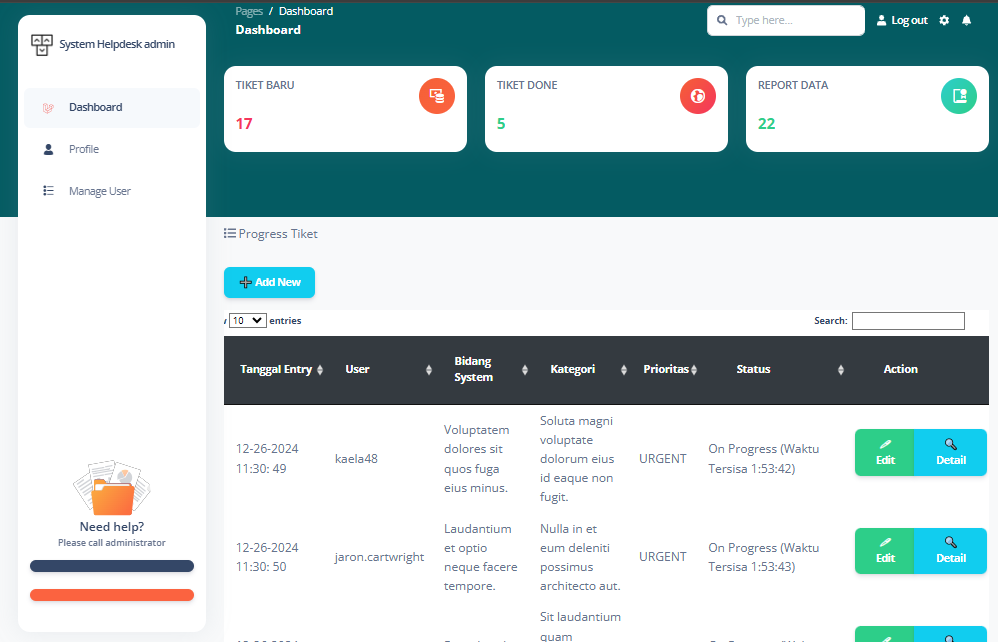 System Helpdesk admin
Dashboard
Profile
Manage User
Need help?
Please call administrator
Pages / Dashboard
Dashboard
Type here...
Log out
TIKET BARU
17
TIKET DONE
5
REPORT DATA
22
Progress Tiket
Add New
10 entries
Search:
Tanggal Entry User Bidang System Kategori Prioritas Status Action
12-26-2024
11:30: 49
kaela48
Voluptatem
dolores sit
quos fuga
eius minus.
Soluta magni
voluptate
dolorum eius
id eaque non
fugit.
URGENT
On Progress (Waktu
Tersisa 1:53:42)
Edit
Detail
12-26-2024
11:30: 50
jaron.cartwright
Laudantium
et optio
neque facere
tempore.
Nulla in et
eum deleniti
possimus
architecto aut.
URGENT
On Progress (Waktu
Tersisa 1:53:43)
Edit
Detail
Sit laudantium
quam